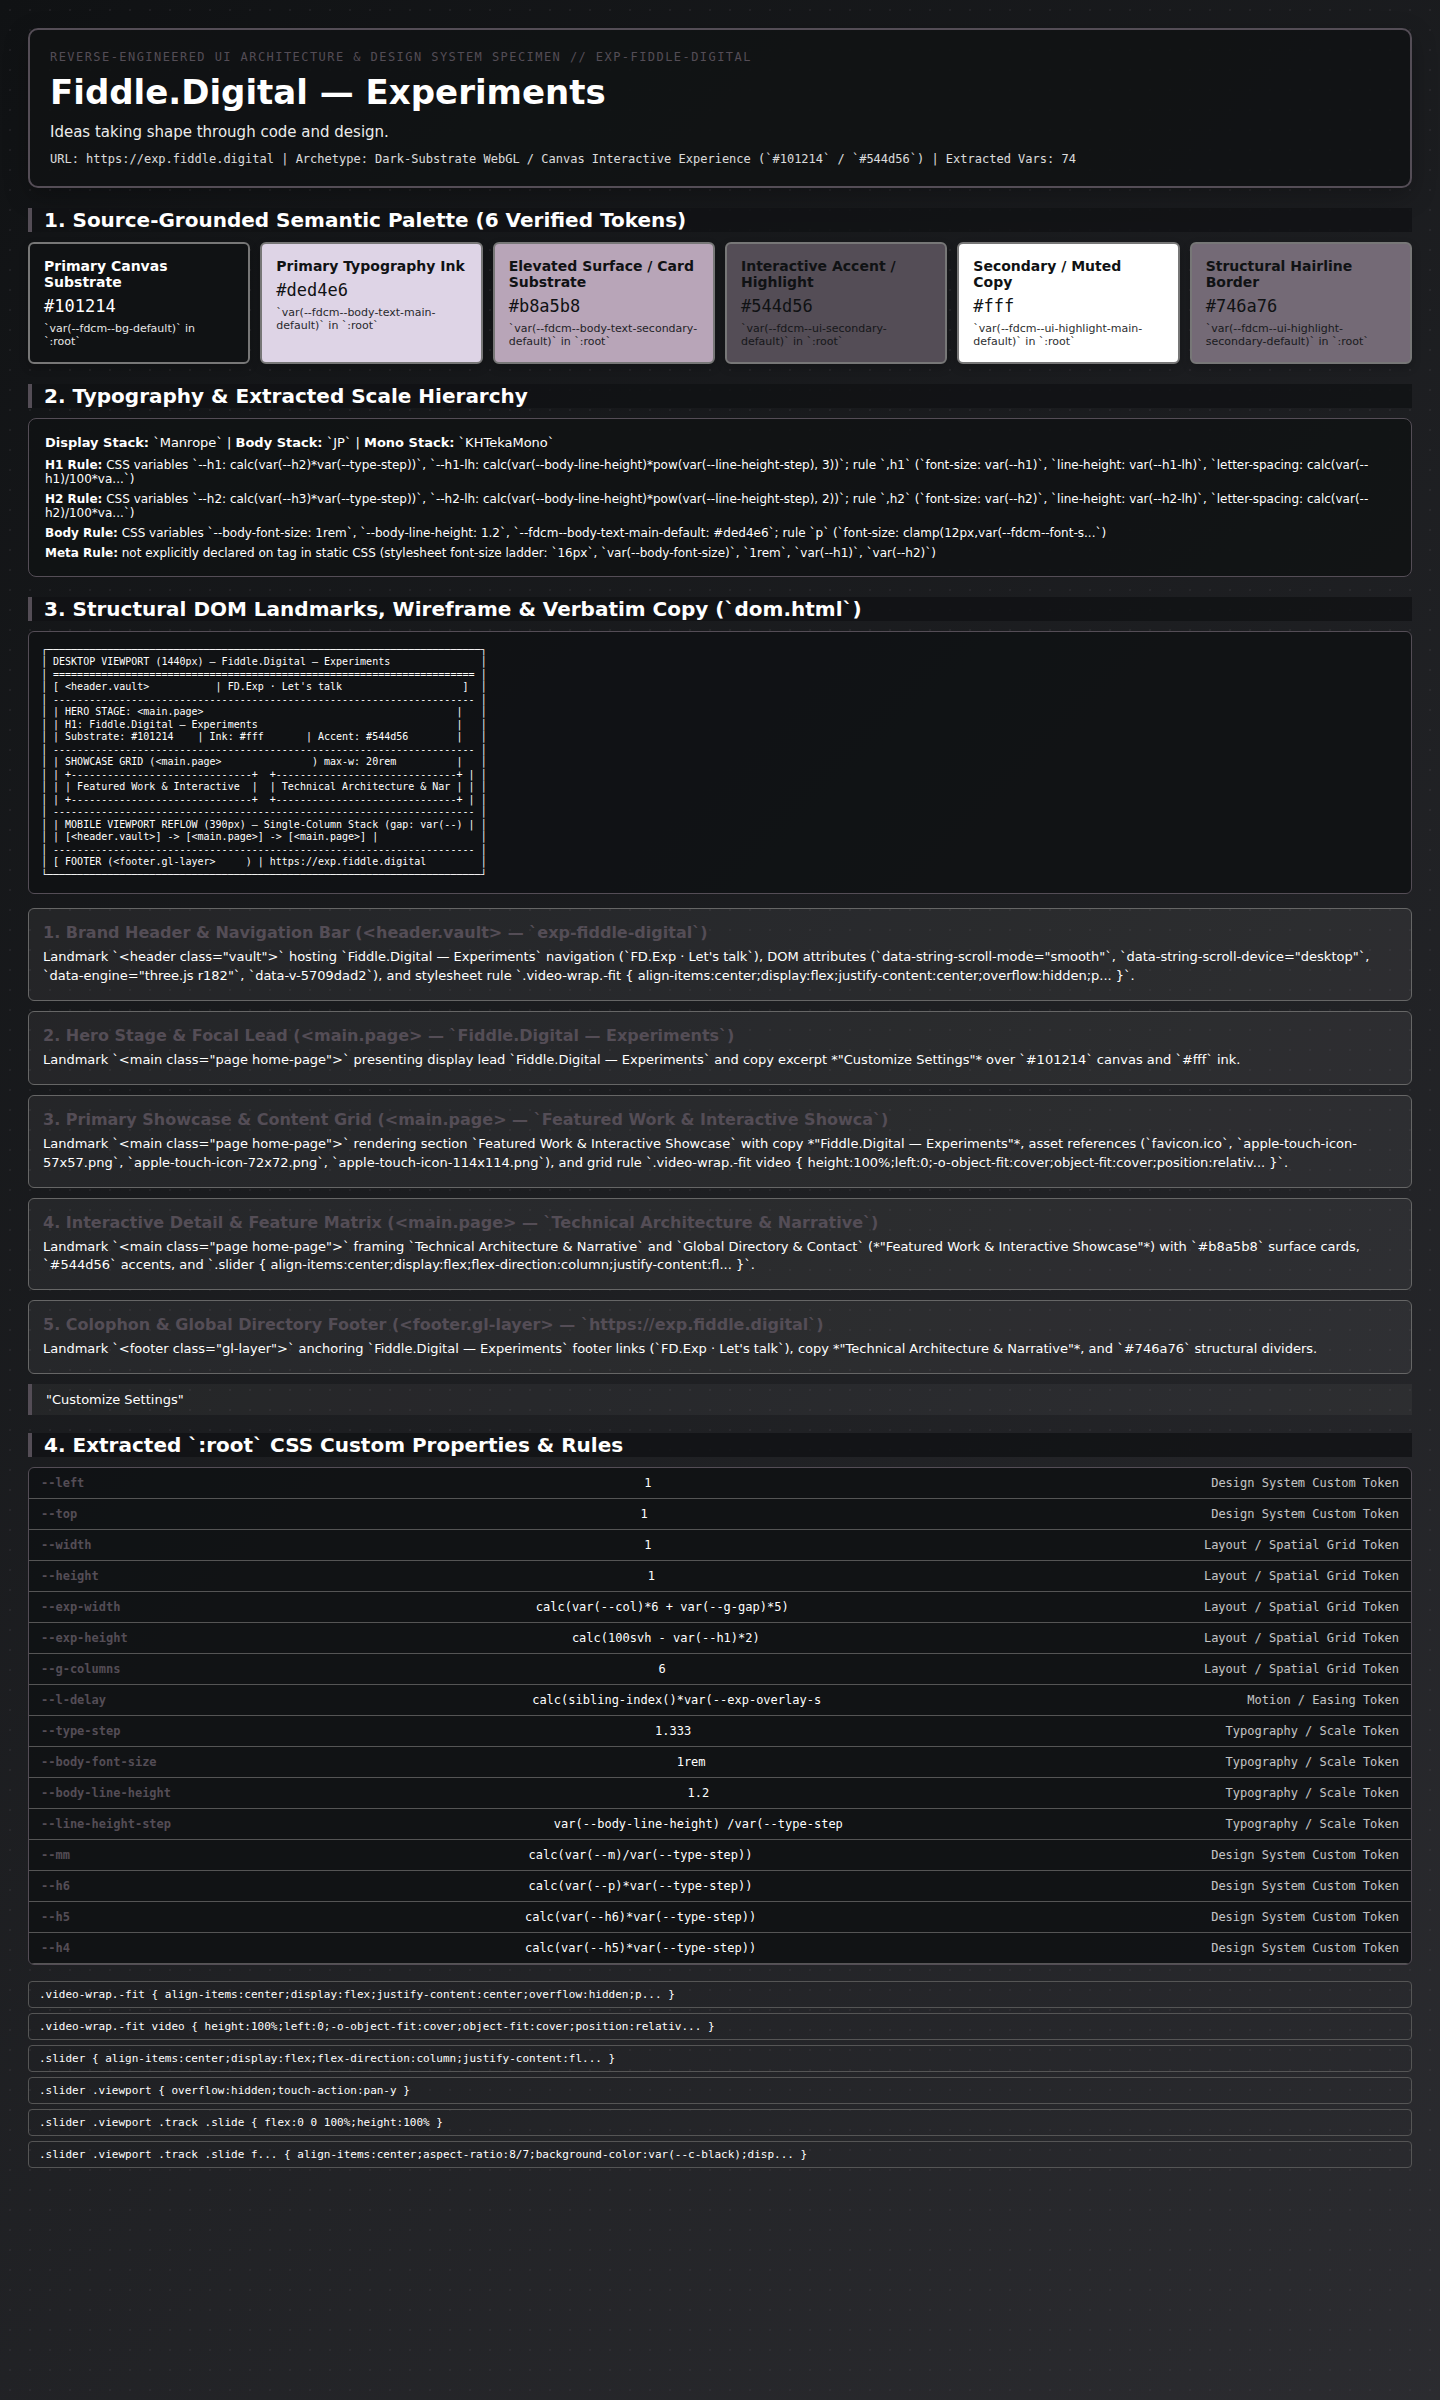 REVERSE-ENGINEERED UI ARCHITECTURE & DESIGN SYSTEM SPECIMEN // EXP-FIDDLE-DIGITAL
Fiddle.Digital — Experiments
Ideas taking shape through code and design.
URL: https://exp.fiddle.digital | Archetype: Dark-Substrate WebGL / Canvas Interactive Experience (`#101214` / `#544d56`) | Extracted Vars: 74
1. Source-Grounded Semantic Palette (6 Verified Tokens)
Primary Canvas
Substrate
#101214
`var(--fdcm--bg-default)` in
`:root`
Primary Typography Ink
#ded4e6
`var(--fdcm--body-text-main-
default)` in `:root`
Elevated Surface / Card
Substrate
#b8a5b8
`var(--fdcm--body-text-secondary-
default)` in `:root`
Interactive Accent /
Highlight
#544d56
`var(--fdcm--ui-secondary-
default)` in `:root`
Secondary / Muted
Copy
#fff
`var(--fdcm--ui-highlight-main-
default)` in `:root`
Structural Hairline
Border
#746a76
`var(--fdcm--ui-highlight-
secondary-default)` in `:root`
2. Typography & Extracted Scale Hierarchy
Display Stack: `Manrope` | Body Stack: `JP` | Mono Stack: `KHTekaMono`
H1 Rule: CSS variables `--h1: calc(var(--h2)*var(--type-step))`, `--h1-lh: calc(var(--body-line-height)*pow(var(--line-height-step), 3))`; rule `,h1` (`font-size: var(--h1)`, `line-height: var(--h1-lh)`, `letter-spacing: calc(var(--
h1)/100*va...`)
H2 Rule: CSS variables `--h2: calc(var(--h3)*var(--type-step))`, `--h2-lh: calc(var(--body-line-height)*pow(var(--line-height-step), 2))`; rule `,h2` (`font-size: var(--h2)`, `line-height: var(--h2-lh)`, `letter-spacing: calc(var(--
h2)/100*va...`)
Body Rule: CSS variables `--body-font-size: 1rem`, `--body-line-height: 1.2`, `--fdcm--body-text-main-default: #ded4e6`; rule `p` (`font-size: clamp(12px,var(--fdcm--font-s...`)
Meta Rule: not explicitly declared on tag in static CSS (stylesheet font-size ladder: `16px`, `var(--body-font-size)`, `1rem`, `var(--h1)`, `var(--h2)`)
3. Structural DOM Landmarks, Wireframe & Verbatim Copy (`dom.html`)
DESKTOP VIEWPORT (1440px) — Fiddle.Digital — Experiments
======================================================================
[ <header.vault> | FD.Exp · Let's talk ]
----------------------------------------------------------------------
| HERO STAGE: <main.page> |
| H1: Fiddle.Digital — Experiments |
| Substrate: #101214 | Ink: #fff | Accent: #544d56 |
----------------------------------------------------------------------
| SHOWCASE GRID (<main.page> ) max-w: 20rem |
| +------------------------------+ +------------------------------+ |
| | Featured Work & Interactive | | Technical Architecture & Nar | |
| +------------------------------+ +------------------------------+ |
----------------------------------------------------------------------
| MOBILE VIEWPORT REFLOW (390px) — Single-Column Stack (gap: var(--) |
| [<header.vault>] -> [<main.page>] -> [<main.page>] |
----------------------------------------------------------------------
[ FOOTER (<footer.gl-layer> ) | https://exp.fiddle.digital
1. Brand Header & Navigation Bar (<header.vault> — `exp-fiddle-digital`)
Landmark `<header class="vault">` hosting `Fiddle.Digital — Experiments` navigation (`FD.Exp · Let's talk`), DOM attributes (`data-string-scroll-mode="smooth"`, `data-string-scroll-device="desktop"`,
`data-engine="three.js r182"`, `data-v-5709dad2`), and stylesheet rule `.video-wrap.-fit { align-items:center;display:flex;justify-content:center;overflow:hidden;p... }`.
2. Hero Stage & Focal Lead (<main.page> — `Fiddle.Digital — Experiments`)
Landmark `<main class="page home-page">` presenting display lead `Fiddle.Digital — Experiments` and copy excerpt *"Customize Settings"* over `#101214` canvas and `#fff` ink.
3. Primary Showcase & Content Grid (<main.page> — `Featured Work & Interactive Showca`)
Landmark `<main class="page home-page">` rendering section `Featured Work & Interactive Showcase` with copy *"Fiddle.Digital — Experiments"*, asset references (`favicon.ico`, `apple-touch-icon-
57x57.png`, `apple-touch-icon-72x72.png`, `apple-touch-icon-114x114.png`), and grid rule `.video-wrap.-fit video { height:100%;left:0;-o-object-fit:cover;object-fit:cover;position:relativ... }`.
4. Interactive Detail & Feature Matrix (<main.page> — `Technical Architecture & Narrative`)
Landmark `<main class="page home-page">` framing `Technical Architecture & Narrative` and `Global Directory & Contact` (*"Featured Work & Interactive Showcase"*) with `#b8a5b8` surface cards,
`#544d56` accents, and `.slider { align-items:center;display:flex;flex-direction:column;justify-content:fl... }`.
5. Colophon & Global Directory Footer (<footer.gl-layer> — `https://exp.fiddle.digital`)
Landmark `<footer class="gl-layer">` anchoring `Fiddle.Digital — Experiments` footer links (`FD.Exp · Let's talk`), copy *"Technical Architecture & Narrative"*, and `#746a76` structural dividers.
"Customize Settings"
4. Extracted `:root` CSS Custom Properties & Rules
--left 1 Design System Custom Token
--top 1 Design System Custom Token
--width 1 Layout / Spatial Grid Token
--height 1 Layout / Spatial Grid Token
--exp-width calc(var(--col)*6 + var(--g-gap)*5) Layout / Spatial Grid Token
--exp-height calc(100svh - var(--h1)*2) Layout / Spatial Grid Token
--g-columns 6 Layout / Spatial Grid Token
--l-delay calc(sibling-index()*var(--exp-overlay-s Motion / Easing Token
--type-step 1.333 Typography / Scale Token
--body-font-size 1rem Typography / Scale Token
--body-line-height 1.2 Typography / Scale Token
--line-height-step var(--body-line-height) /var(--type-step Typography / Scale Token
--mm calc(var(--m)/var(--type-step)) Design System Custom Token
--h6 calc(var(--p)*var(--type-step)) Design System Custom Token
--h5 calc(var(--h6)*var(--type-step)) Design System Custom Token
--h4 calc(var(--h5)*var(--type-step)) Design System Custom Token
.video-wrap.-fit { align-items:center;display:flex;justify-content:center;overflow:hidden;p... }
.video-wrap.-fit video { height:100%;left:0;-o-object-fit:cover;object-fit:cover;position:relativ... }
.slider { align-items:center;display:flex;flex-direction:column;justify-content:fl... }
.slider .viewport { overflow:hidden;touch-action:pan-y }
.slider .viewport .track .slide { flex:0 0 100%;height:100% }
.slider .viewport .track .slide f... { align-items:center;aspect-ratio:8/7;background-color:var(--c-black);disp... }